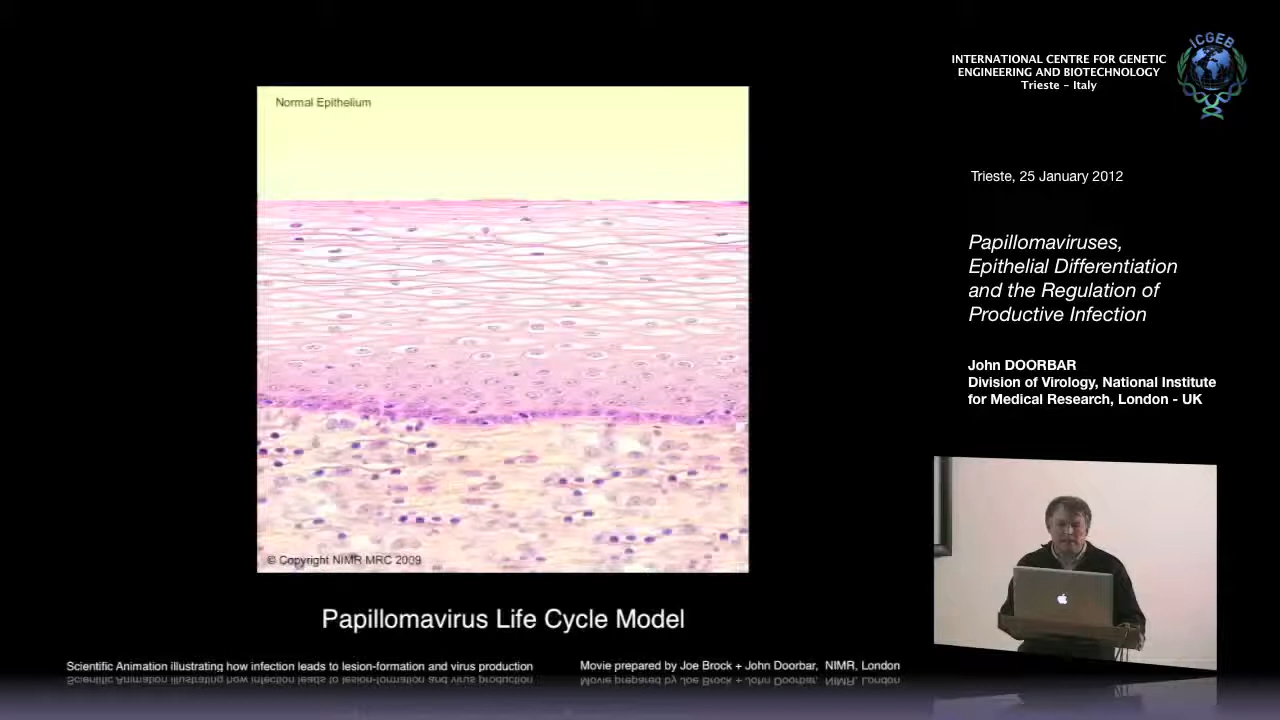 Normal Epithelium
© Copyright NIMR MRC 2009
Papillomavirus Life Cycle Model
Scientific Animation illustrating how infection leads to lesion-formation and virus production
Movie prepared by Joe Brock + John Doorbar, NIMR, London
INTERNATIONAL CENTRE FOR GENETIC
ENGINEERING AND BIOTECHNOLOGY
Trieste - Italy
ICGEB
Trieste, 25 January 2012
Papillomaviruses,
Epithelial Differentiation
and the Regulation of
Productive Infection
John DOORBAR
Division of Virology, National Institute
for Medical Research, London - UK